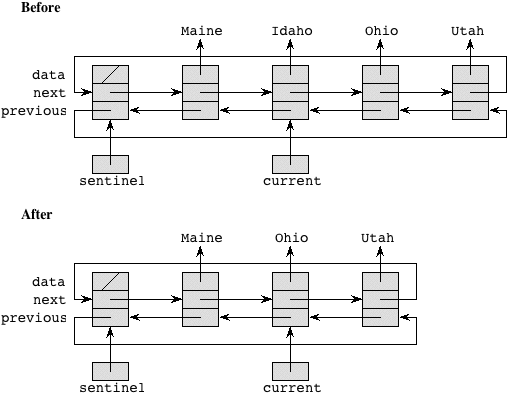 Before
Maine Idaho Ohio Utah
data
next
previous
sentinel current
After
Maine Ohio Utah
data
next
previous
sentinel current